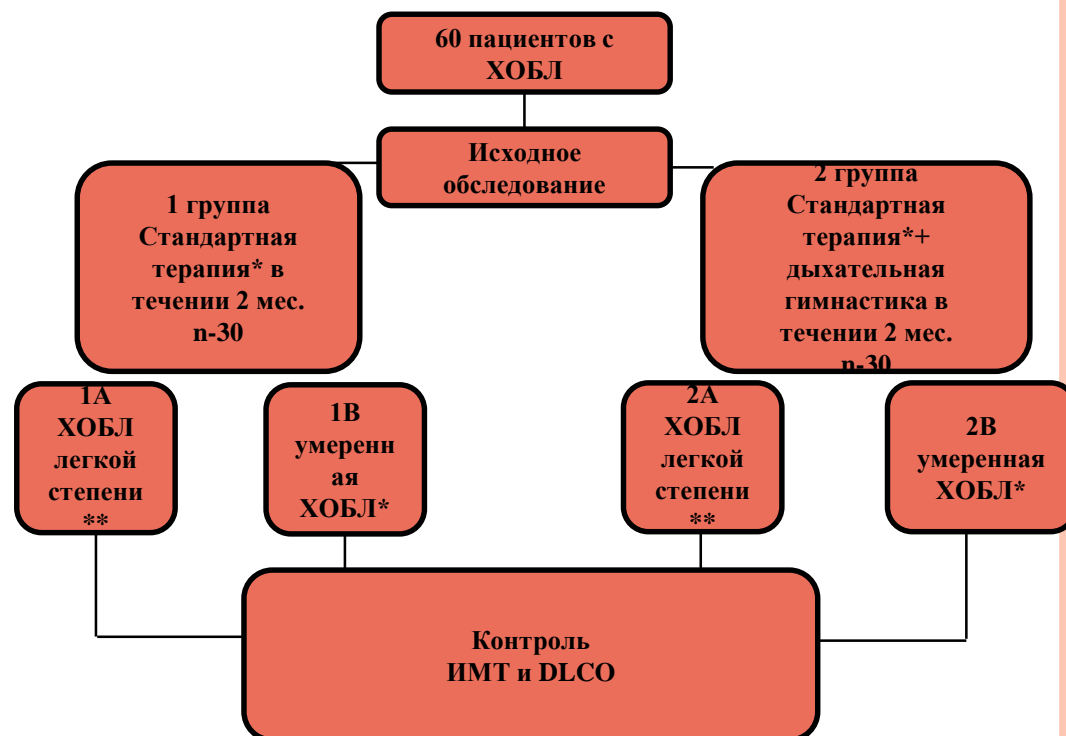 60 пациентов с
ХОБЛ
Исходное
обследование
1 группа
Стандартная
терапия* в
течении 2 мес.
n-30
2 группа
Стандартная
терапия*+
дыхательная
гимнастика в
течении 2 мес.
n-30
1А
ХОБЛ
легкой
степени
**
1В
умеренн
ая
ХОБЛ*
2А
ХОБЛ
легкой
степени
**
2В
умеренная
ХОБЛ*
Контроль
ИМТ и DLCO